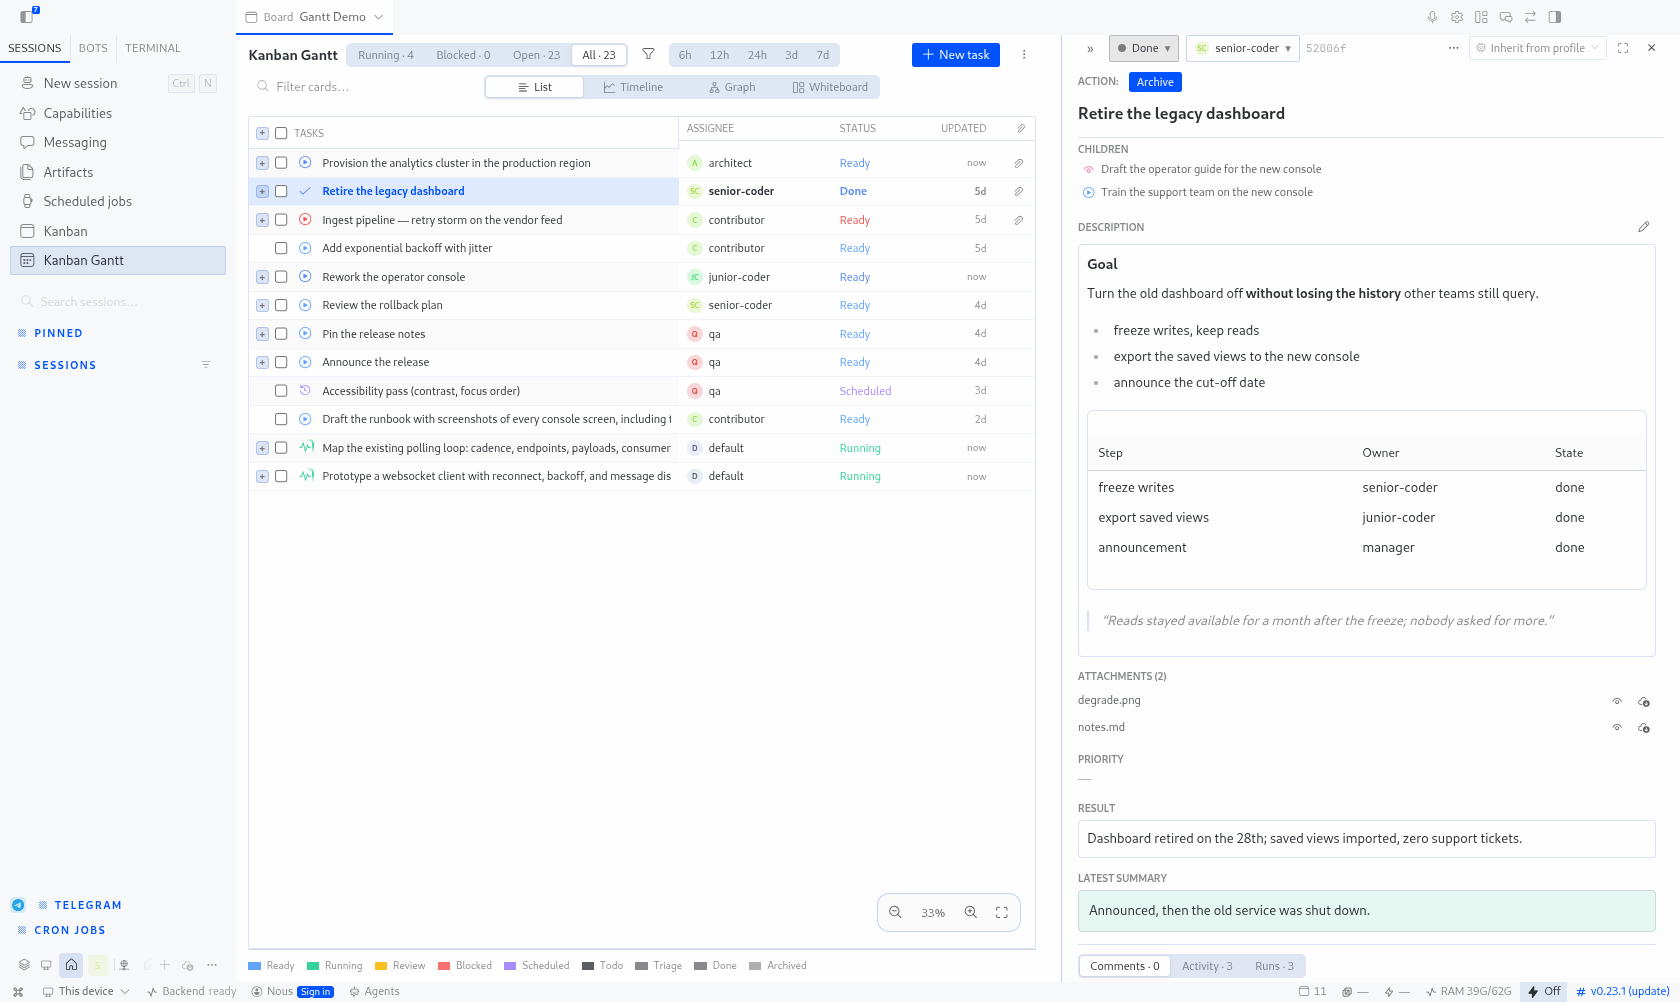 7
Board Gantt Demo
SESSIONS BOTS TERMINAL
New session Ctrl N
Capabilities
Messaging
Artifacts
Scheduled jobs
Kanban
Kanban Gantt
Search sessions...
PINNED
SESSIONS
TELEGRAM
CRON JOBS
S
Kanban Gantt Running · 4 Blocked · 0 Open · 23 All · 23 6h 12h 24h 3d 7d New task
Filter cards... List Timeline Graph Whiteboard
TASKS ASSIGNEE STATUS UPDATED
Provision the analytics cluster in the production region A architect Ready now
Retire the legacy dashboard SC senior-coder Done 5d
Ingest pipeline — retry storm on the vendor feed C contributor Ready 5d
Add exponential backoff with jitter C contributor Ready 5d
Rework the operator console JC junior-coder Ready now
Review the rollback plan SC senior-coder Ready 4d
Pin the release notes Q qa Ready 4d
Announce the release Q qa Ready 4d
Accessibility pass (contrast, focus order) Q qa Scheduled 3d
Draft the runbook with screenshots of every console screen, including C contributor Ready 2d
Map the existing polling loop: cadence, endpoints, payloads, consumer D default Running now
Prototype a websocket client with reconnect, backoff, and message dis D default Running now
33%
Ready Running Review Blocked Scheduled Todo Triage Done Archived
» Done ▾ SC senior-coder ▾ 52006f ... Inherit from profile
ACTION: Archive
Retire the legacy dashboard
CHILDREN
Draft the operator guide for the new console
Train the support team on the new console
DESCRIPTION
Goal
Turn the old dashboard off without losing the history other teams still query.
• freeze writes, keep reads
• export the saved views to the new console
• announce the cut-off date
Step Owner State
freeze writes senior-coder done
export saved views junior-coder done
announcement manager done
“Reads stayed available for a month after the freeze; nobody asked for more.”
ATTACHMENTS (2)
degrade.png
notes.md
PRIORITY
—
RESULT
Dashboard retired on the 28th; saved views imported, zero support tickets.
LATEST SUMMARY
Announced, then the old service was shut down.
Comments · 0 Activity · 3 Runs · 3
This device Backend ready Nous Sign in Agents 11 — — RAM 39G/62G Off # v0.23.1 (update)